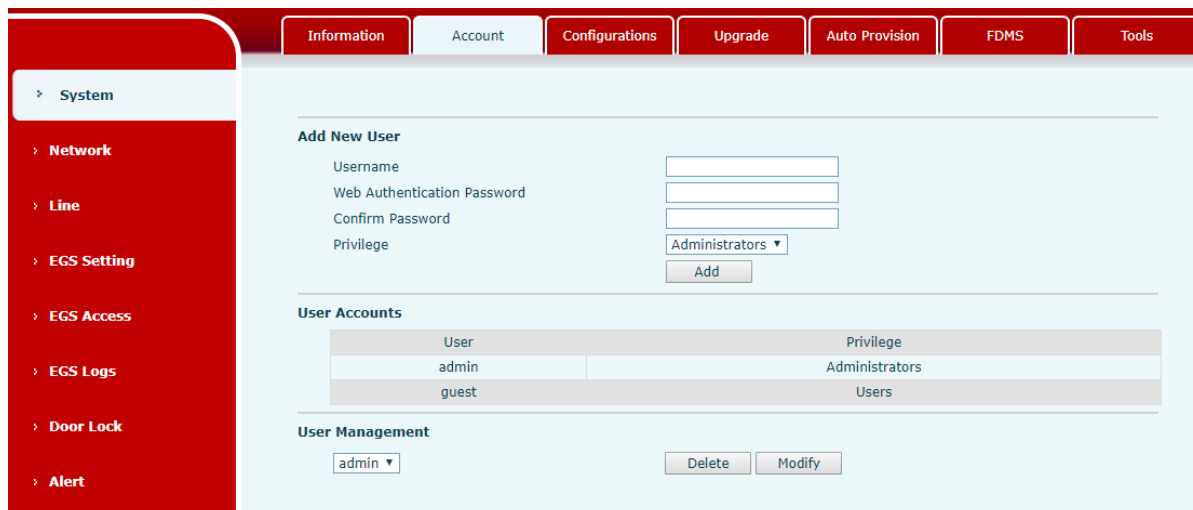 Information Account Configurations Upgrade Auto Provision FDMS Tools
System
Network
Line
EGS Setting
EGS Access
EGS Logs
Door Lock
Alert
Add New User
Username
Web Authentication Password
Confirm Password
Privilege Administrators
Add
User Accounts
User Privilege
admin Administrators
guest Users
User Management
admin Delete Modify